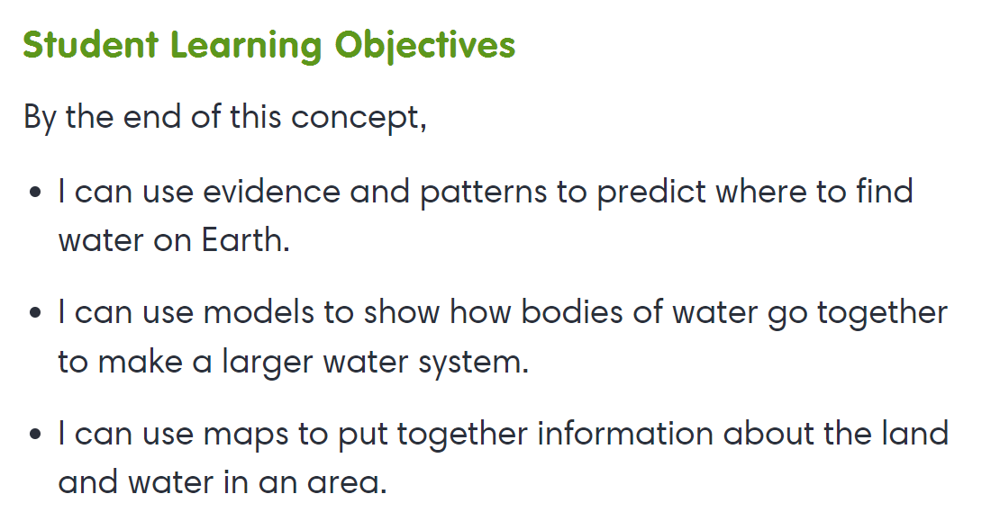 Student Learning Objectives
By the end of this concept,
• I can use evidence and patterns to predict where to find
water on Earth.
• I can use models to show how bodies of water go together
to make a larger water system.
• I can use maps to put together information about the land
and water in an area.